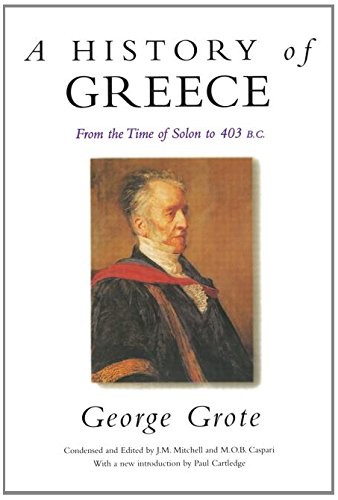 A HISTORY of
GREECE
From the Time of Solon to 403 B.C.
George Grote
Condensed and Edited by J.M. Mitchell and M.O.B. Caspari
With a new introduction by Paul Cartledge